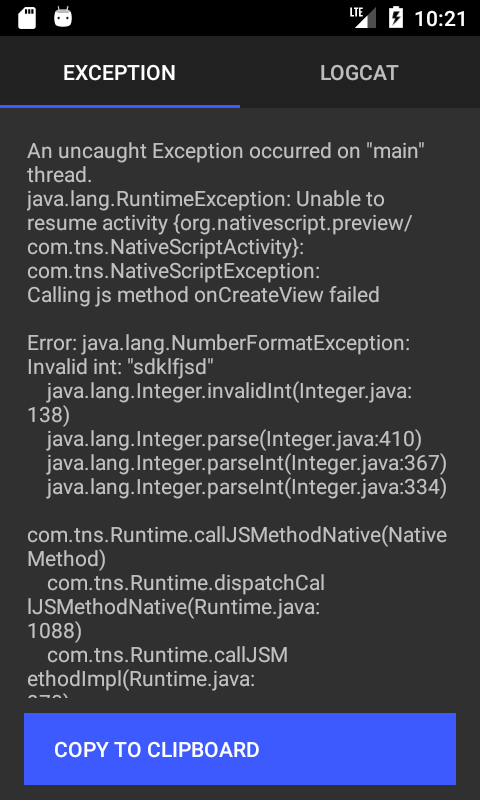 LTE 10:21
EXCEPTION LOGCAT
An uncaught Exception occurred on "main"
thread.
java.lang.RuntimeException: Unable to
resume activity {org.nativescript.preview/
com.tns.NativeScriptActivity}:
com.tns.NativeScriptException:
Calling js method onCreateView failed
Error: java.lang.NumberFormatException:
Invalid int: "sdklfjsd"
java.lang.Integer.invalidInt(Integer.java:
138)
java.lang.Integer.parse(Integer.java:410)
java.lang.Integer.parseInt(Integer.java:367)
java.lang.Integer.parseInt(Integer.java:334)
com.tns.Runtime.callJSMethodNative(Native
Method)
com.tns.Runtime.dispatchCal
lJSMethodNative(Runtime.java:
1088)
com.tns.Runtime.callJSM
ethodImpl(Runtime.java:
COPY TO CLIPBOARD